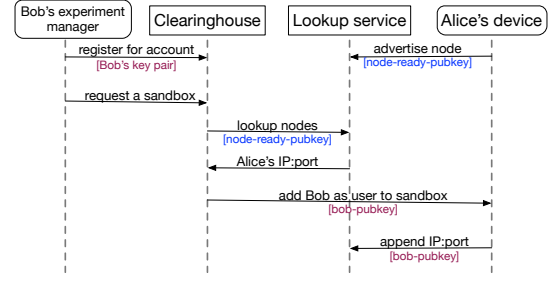 Bob's experiment
manager
Clearinghouse
Lookup service
Alice's device
register for account
[Bob's key pair]
advertise node
[node-ready-pubkey]
request a sandbox
lookup nodes
[node-ready-pubkey]
Alice's IP:port
add Bob as user to sandbox
[bob-pubkey]
append IP:port
[bob-pubkey]